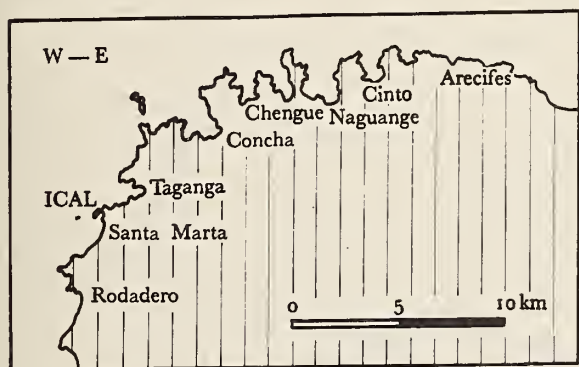 W — E
Arecifes
Cinto
Chengue Naguange
Concha
Taganga
ICAL
Santa Marta
Rodadero
0 5 10 km